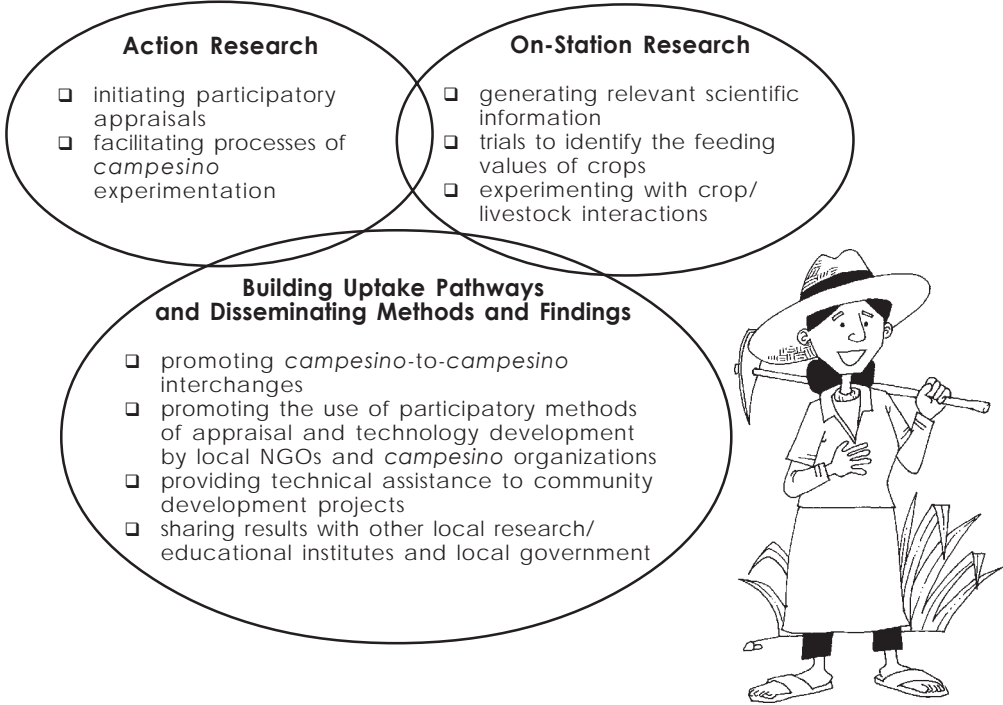 Action Research
❑ initiating participatory
appraisals
❑ facilitating processes of
campesino
experimentation
On-Station Research
❑ generating relevant scientific
information
❑ trials to identify the feeding
values of crops
❑ experimenting with crop/
livestock interactions
Building Uptake Pathways
and Disseminating Methods and Findings
❑ promoting campesino-to-campesino
interchanges
❑ promoting the use of participatory methods
of appraisal and technology development
by local NGOs and campesino organizations
❑ providing technical assistance to community
development projects
❑ sharing results with other local research/
educational institutes and local government